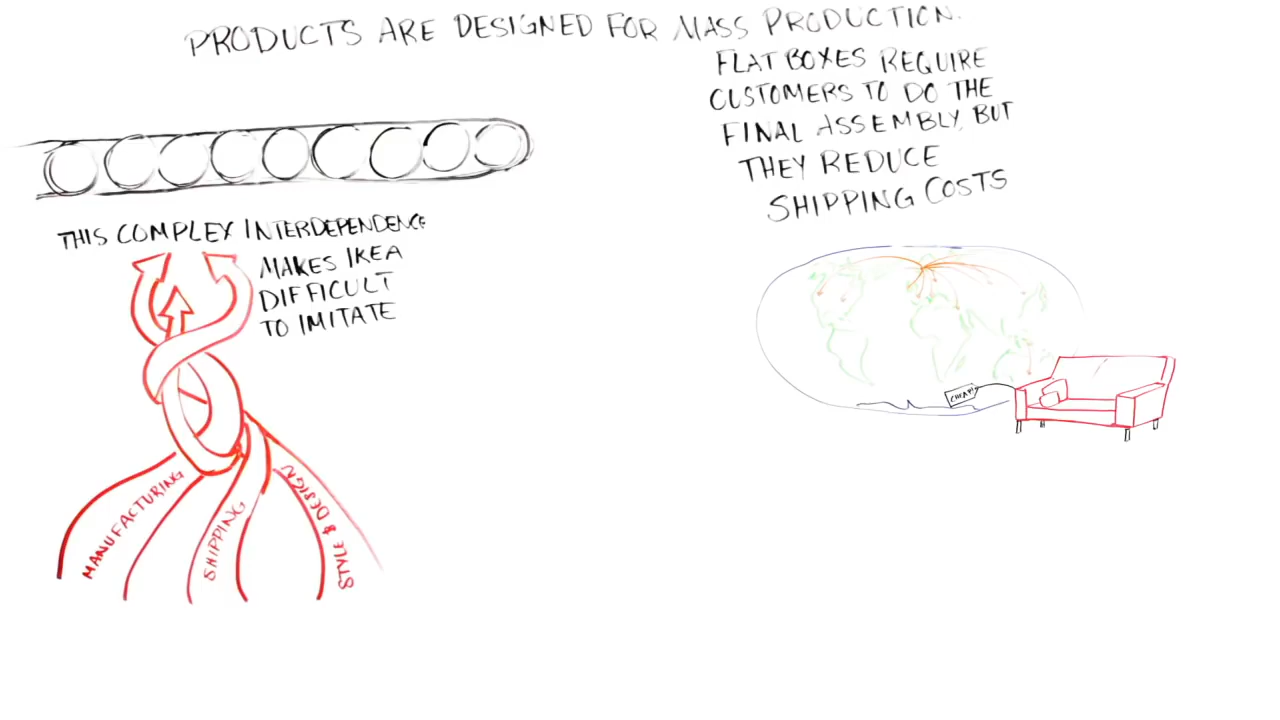 PRODUCTS ARE DESIGNED FOR MASS PRODUCTION.
FLAT BOXES REQUIRE
CUSTOMERS TO DO THE
FINAL ASSEMBLY, BUT
THEY REDUCE
SHIPPING COSTS
THIS COMPLEX INTERDEPENDENCE
MAKES IKEA
DIFFICULT
TO IMITATE
CHEAP!
MANUFACTURING
SHIPPING
STYLE & DESIGN